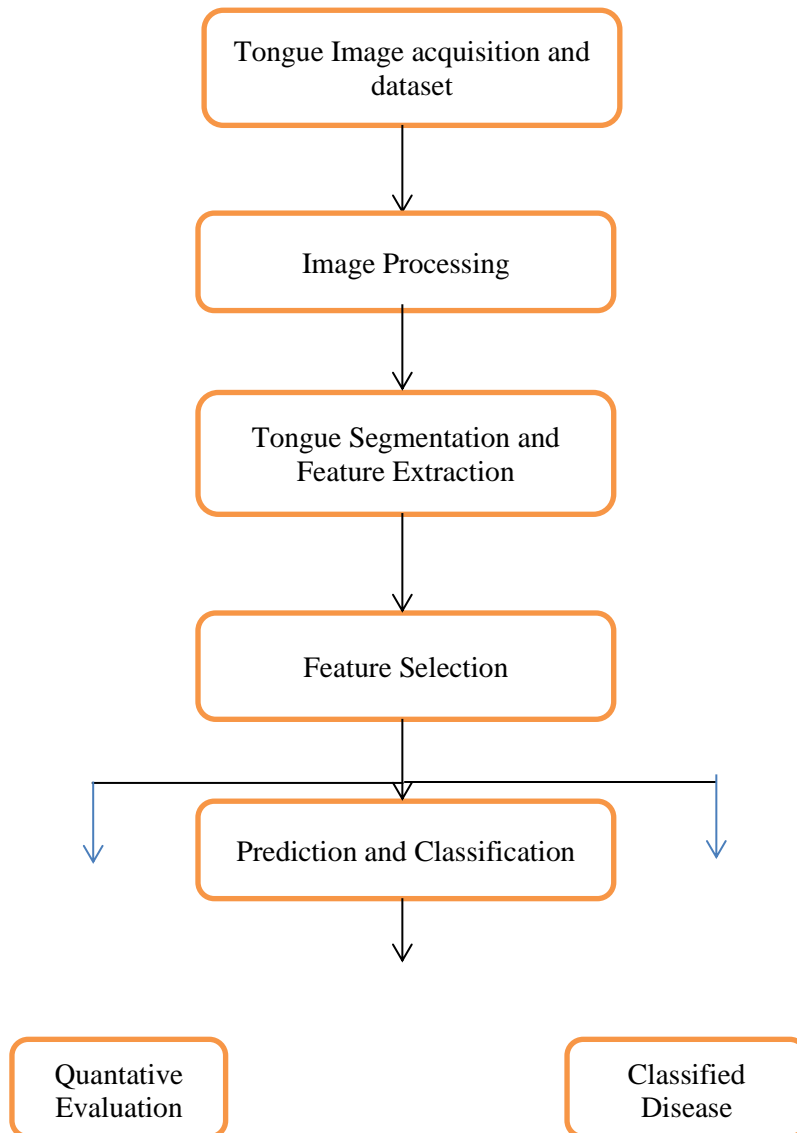 Tongue Image acquisition and
dataset
Image Processing
Tongue Segmentation and
Feature Extraction
Feature Selection
Prediction and Classification
Quantative
Evaluation
Classified
Disease